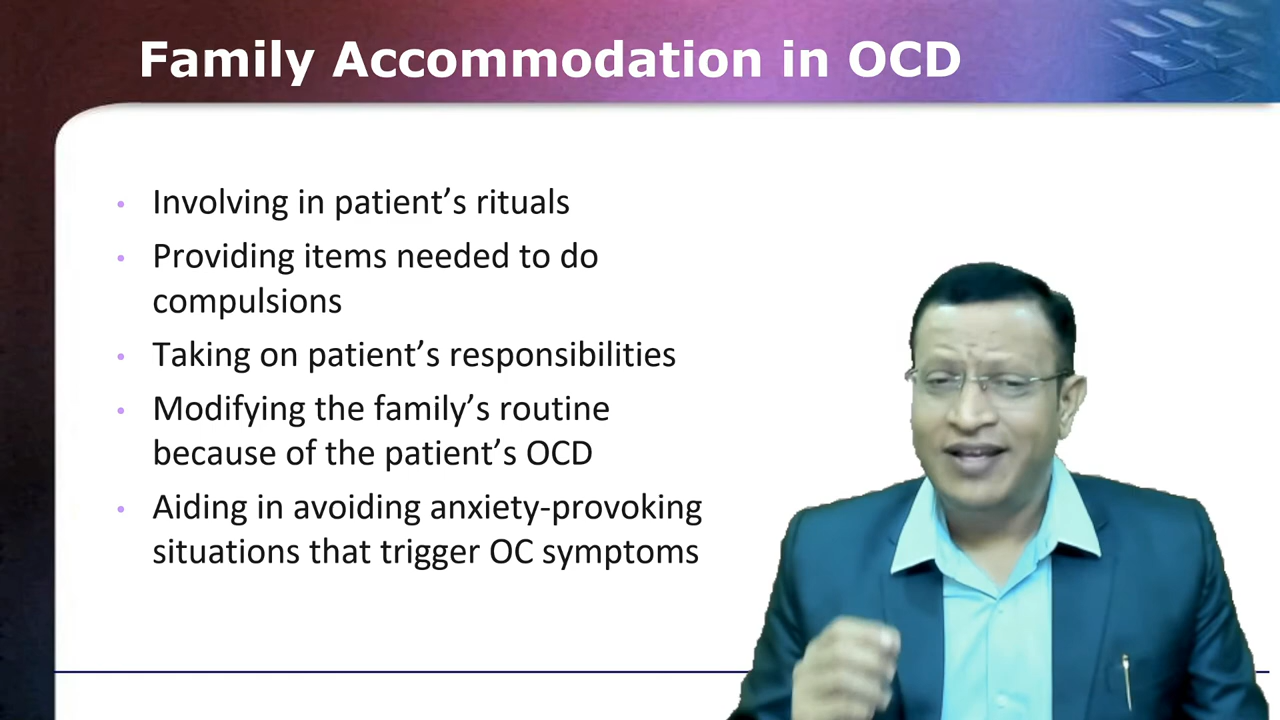 Family Accommodation in OCD
• Involving in patient’s rituals
• Providing items needed to do
compulsions
• Taking on patient’s responsibilities
• Modifying the family’s routine
because of the patient’s OCD
• Aiding in avoiding anxiety-provoking
situations that trigger OC symptoms